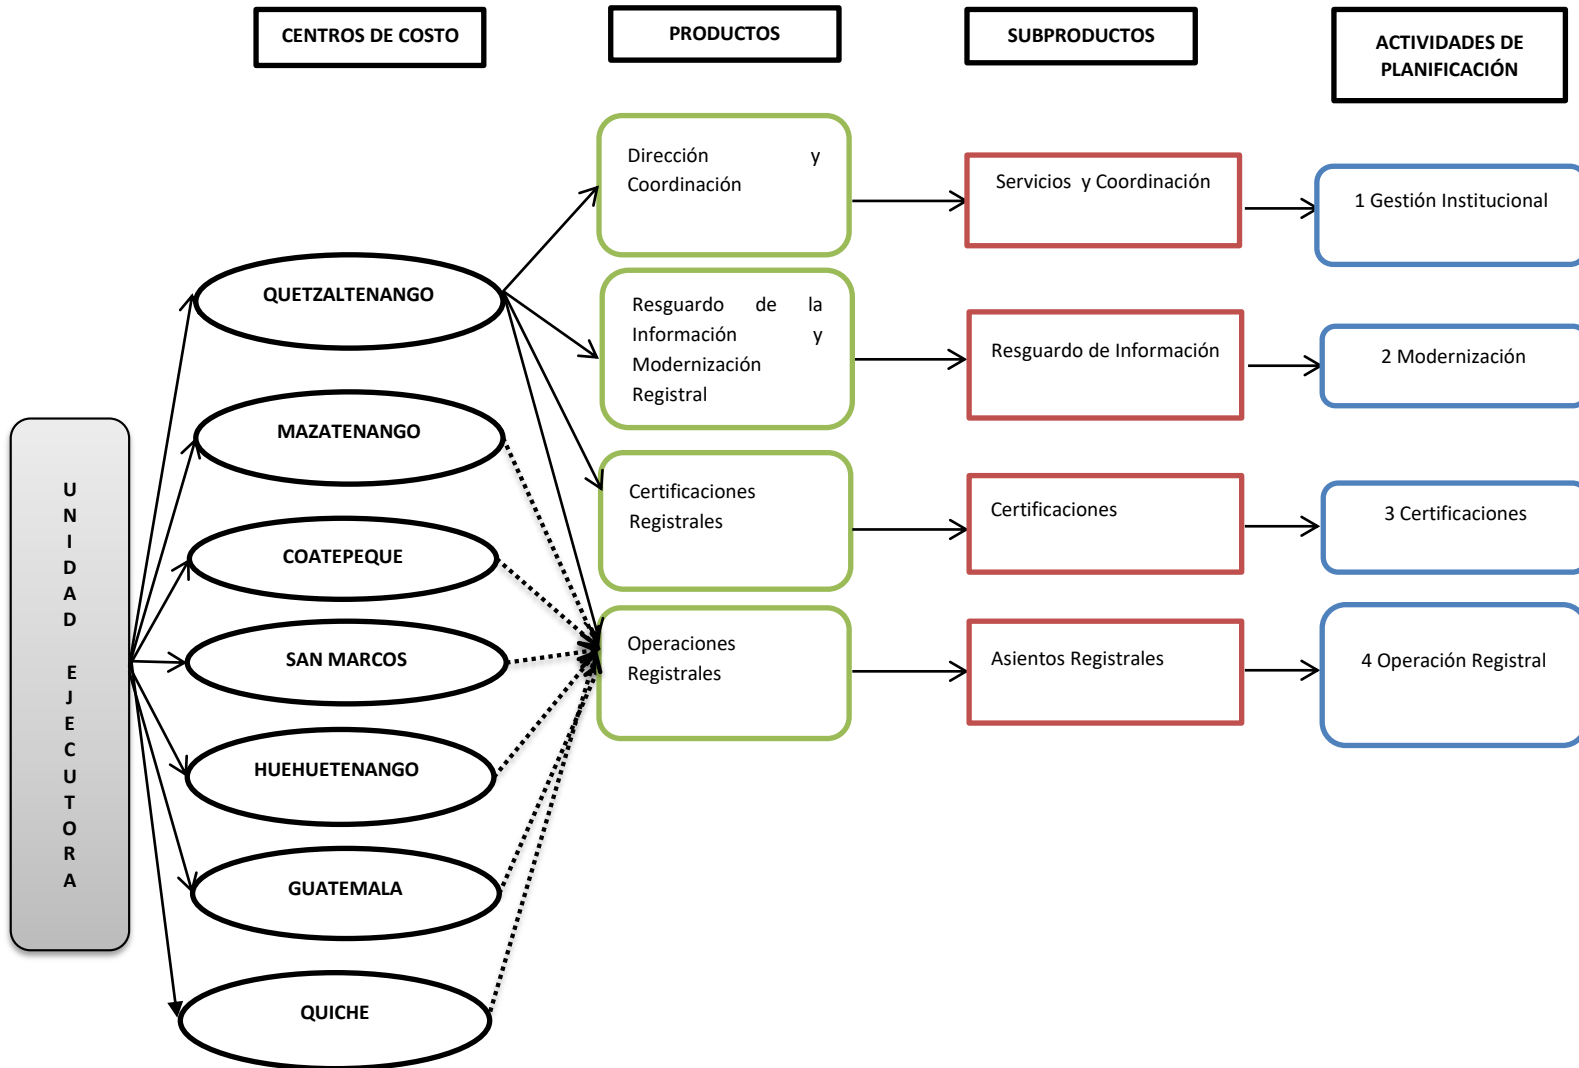 CENTROS DE COSTO
PRODUCTOS
SUBPRODUCTOS
ACTIVIDADES DE
PLANIFICACIÓN
UNIDAD EJECUTORA
QUETZALTENANGO
MAZATENANGO
COATEPEQUE
SAN MARCOS
HUEHUETENANGO
GUATEMALA
QUICHE
Dirección y
Coordinación
Resguardo de la
Información y
Modernización
Registral
Certificaciones
Registrales
Operaciones
Registrales
Servicios y Coordinación
Resguardo de Información
Certificaciones
Asientos Registrales
1 Gestión Institucional
2 Modernización
3 Certificaciones
4 Operación Registral